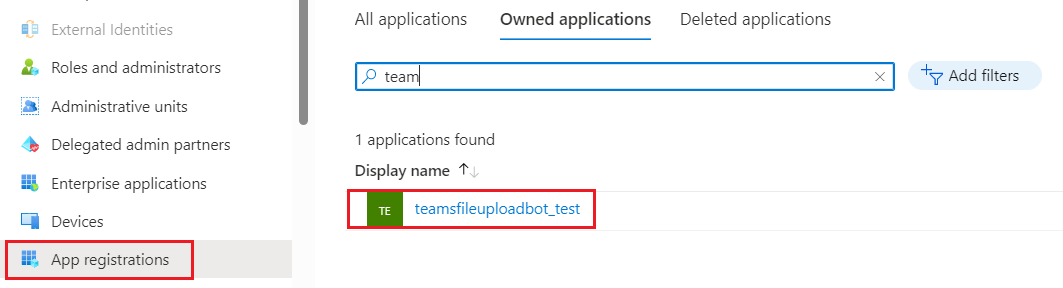 External Identities
Roles and administrators
Administrative units
Delegated admin partners
Enterprise applications
Devices
App registrations
All applications Owned applications Deleted applications
team
Add filters
1 applications found
Display name
TE teamsfileuploadbot_test